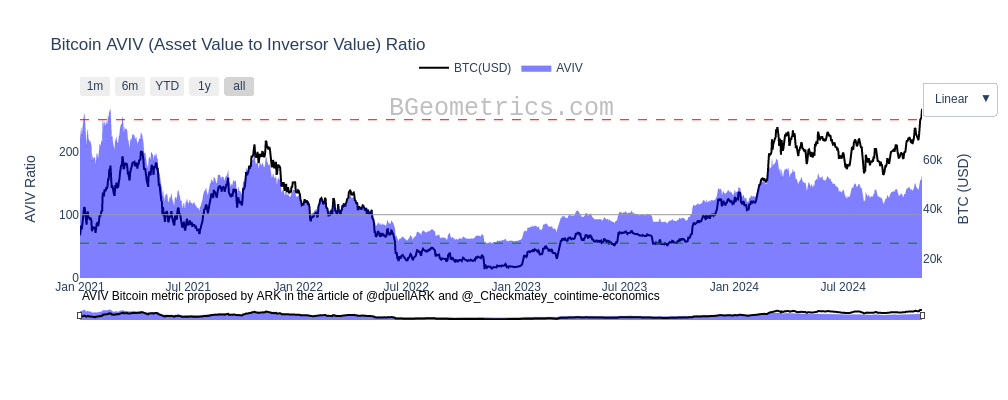 Bitcoin AVIV (Asset Value to Inversor Value) Ratio
BTC(USD) AVIV
1m 6m YTD 1y all
Linear ▼
BGeometrics.com
AVIV Ratio
200
100
0
60k
40k
20k
BTC (USD)
Jan 2021 Jul 2021 Jan 2022 Jul 2022 Jan 2023 Jul 2023 Jan 2024 Jul 2024
AVIV Bitcoin metric proposed by ARK in the article of @dpuellARK and @_Checkmatey_cointime-economics